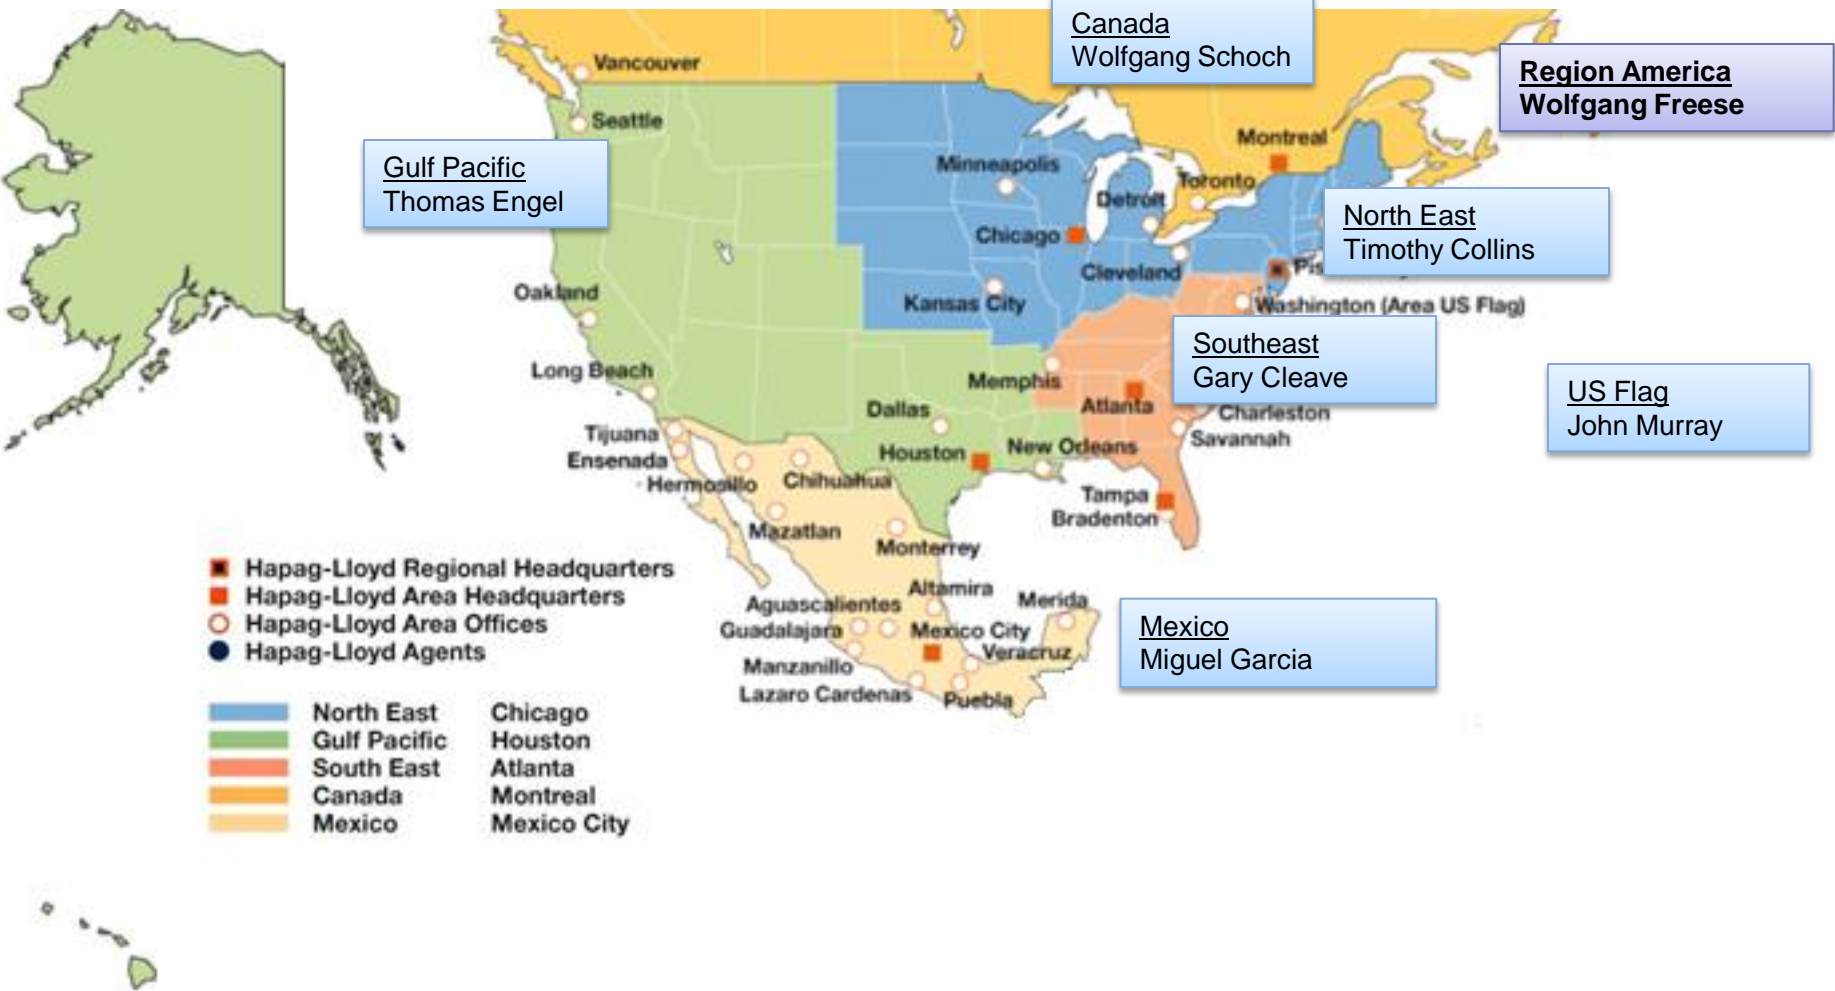 Canada
Wolfgang Schoch
Region America
Wolfgang Freese
Gulf Pacific
Thomas Engel
North East
Timothy Collins
Southeast
Gary Cleave
US Flag
John Murray
Mexico
Miguel Garcia
Vancouver
Seattle
Montreal
Minneapolis
Toronto
Detroit
Chicago
Cleveland
Kansas City
Washington (Area US Flag)
Oakland
Long Beach
Memphis
Dallas
Atlanta
Charleston
Savannah
Tijuana
Ensenada
Houston
New Orleans
Hermosillo
Chihuahua
Tampa
Bradenton
Mazatlan
Monterrey
Altamira
Merida
Aguascalientes
Guadalajara
Mexico City
Veracruz
Manzanillo
Lazaro Cardenas
Puebla
Hapag-Lloyd Regional Headquarters
Hapag-Lloyd Area Headquarters
Hapag-Lloyd Area Offices
Hapag-Lloyd Agents
North East Chicago
Gulf Pacific Houston
South East Atlanta
Canada Montreal
Mexico Mexico City